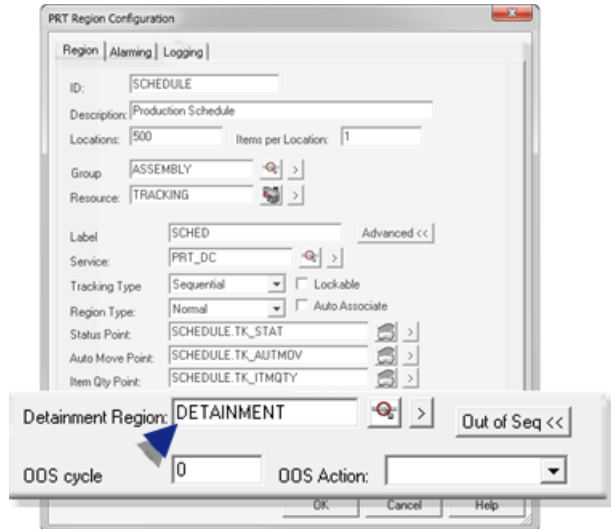 PRT Region Configuration
Region Alarming Logging
ID: SCHEDULE
Description: Production Schedule
Locations: 500 Items per Location: 1
Group ASSEMBLY >
Resource: TRACKING >
Label SCHED Advanced <<
Service: PRT_DC >
Tracking Type Sequential Lockable
Region Type: Normal Auto Associate
Status Point: SCHEDULE.TK_STAT >
Auto Move Point: SCHEDULE.TK_AUTMOV >
Item Qty Point: SCHEDULE.TK_ITMQTY >
Detainment Region: DETAINMENT > Out of Seq <<
OOS cycle 0 OOS Action:
OK Cancel Help